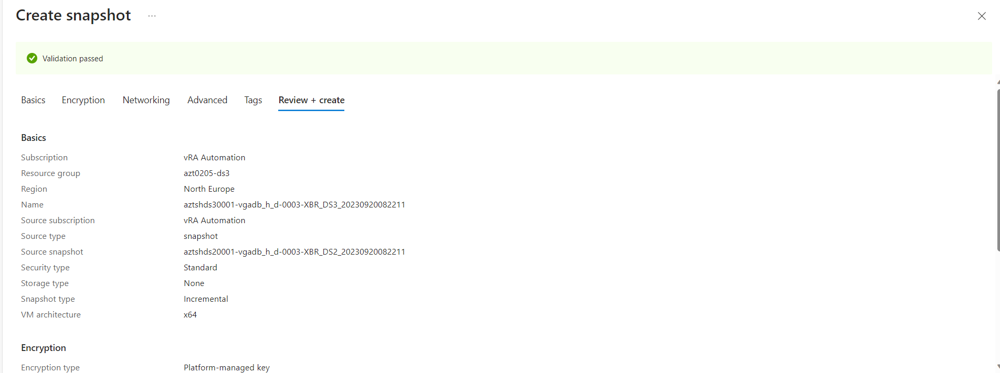 Create snapshot ...
Validation passed
Basics Encryption Networking Advanced Tags Review + create
Basics
Subscription vRA Automation
Resource group azt0205-ds3
Region North Europe
Name aztshds30001-vgadb_h_d-0003-XBR_DS3_20230920082211
Source subscription vRA Automation
Source type snapshot
Source snapshot aztshds20001-vgadb_h_d-0003-XBR_DS2_20230920082211
Security type Standard
Storage type None
Snapshot type Incremental
VM architecture x64
Encryption
Encryption type Platform-managed key